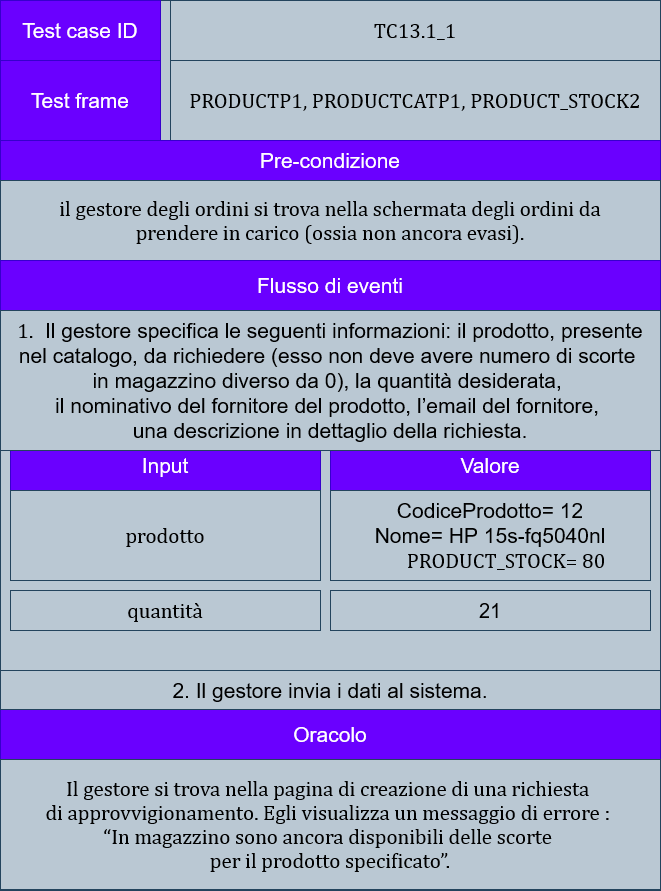 Test case ID
TC13.1_1
Test frame
PRODUCTP1, PRODUCTCATP1, PRODUCT_STOCK2
Pre-condizione
il gestore degli ordini si trova nella schermata degli ordini da
prendere in carico (ossia non ancora evasi).
Flusso di eventi
1. Il gestore specifica le seguenti informazioni: il prodotto, presente
nel catalogo, da richiedere (esso non deve avere numero di scorte
in magazzino diverso da 0), la quantità desiderata,
il nominativo del fornitore del prodotto, l'email del fornitore,
una descrizione in dettaglio della richiesta.
Input
Valore
prodotto
CodiceProdotto= 12
Nome= HP 15s-fq5040nl
PRODUCT_STOCK= 80
quantità
21
2. Il gestore invia i dati al sistema.
Oracolo
Il gestore si trova nella pagina di creazione di una richiesta
di approvvigionamento. Egli visualizza un messaggio di errore :
“In magazzino sono ancora disponibili delle scorte
per il prodotto specificato”.